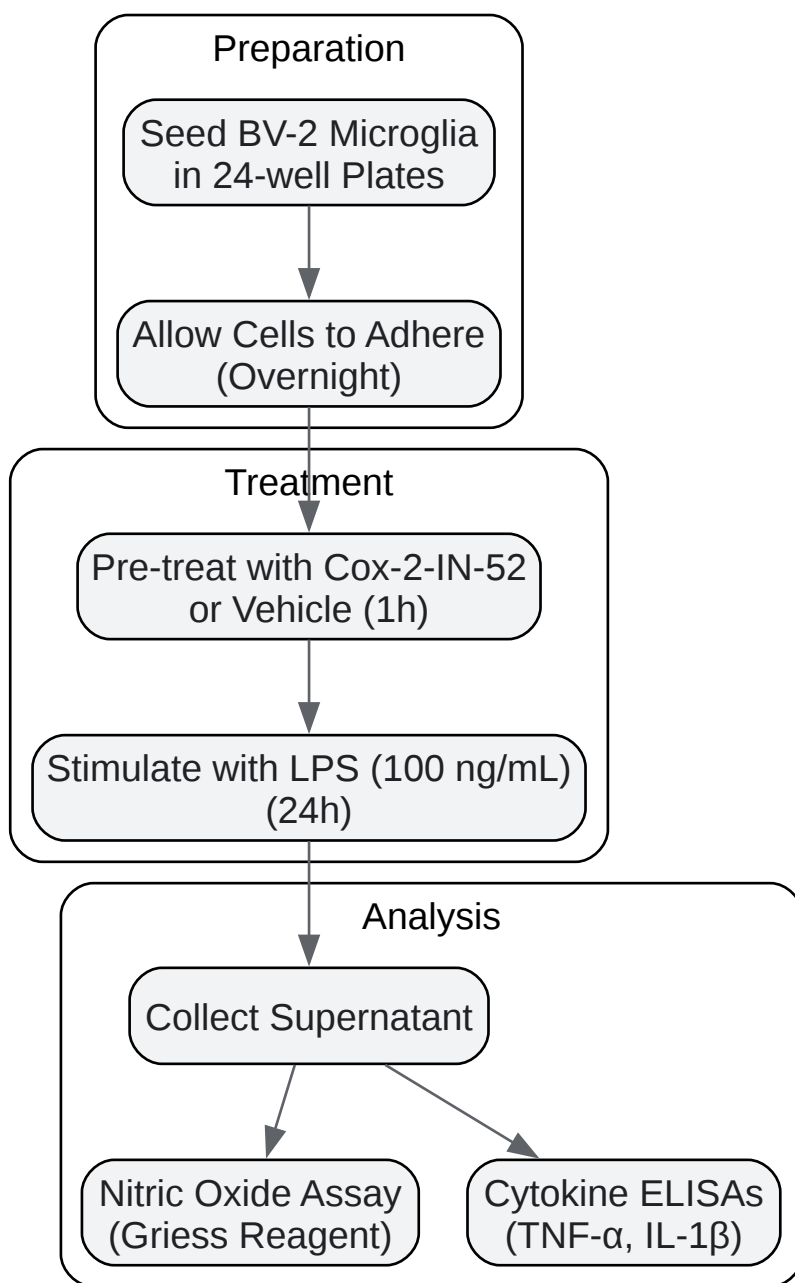 Preparation
Seed BV-2 Microglia
in 24-well Plates
Allow Cells to Adhere
(Overnight)
Treatment
Pre-treat with Cox-2-IN-52
or Vehicle (1h)
Stimulate with LPS (100 ng/mL)
(24h)
Analysis
Collect Supernatant
Nitric Oxide Assay
(Griess Reagent)
Cytokine ELISAs
(TNF-α, IL-1β)